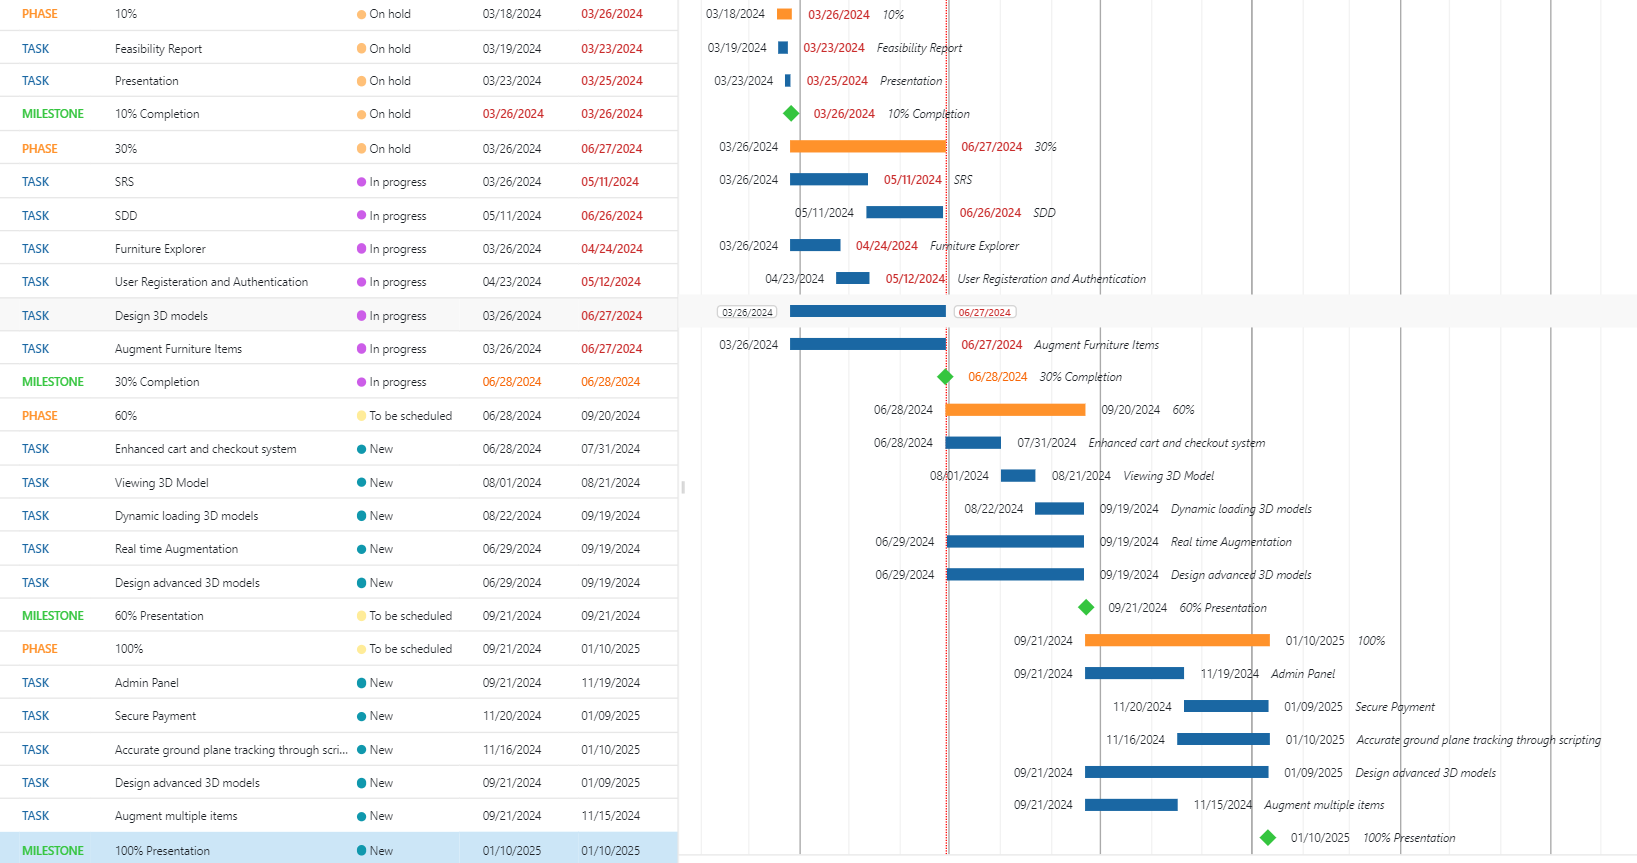 PHASE 10% On hold 03/18/2024 03/26/2024 03/18/2024 03/26/2024 10%
TASK Feasibility Report On hold 03/19/2024 03/23/2024 03/19/2024 03/23/2024 Feasibility Report
TASK Presentation On hold 03/23/2024 03/25/2024 03/23/2024 03/25/2024 Presentation
MILESTONE 10% Completion On hold 03/26/2024 03/26/2024 03/26/2024 10% Completion
PHASE 30% On hold 03/26/2024 06/27/2024 03/26/2024 06/27/2024 30%
TASK SRS In progress 03/26/2024 05/11/2024 03/26/2024 05/11/2024 SRS
TASK SDD In progress 05/11/2024 06/26/2024 05/11/2024 06/26/2024 SDD
TASK Furniture Explorer In progress 03/26/2024 04/24/2024 03/26/2024 04/24/2024 Furniture Explorer
TASK User Registeration and Authentication In progress 04/23/2024 05/12/2024 04/23/2024 05/12/2024 User Registeration and Authentication
TASK Design 3D models In progress 03/26/2024 06/27/2024 03/26/2024 06/27/2024
TASK Augment Furniture Items In progress 03/26/2024 06/27/2024 03/26/2024 06/27/2024 Augment Furniture Items
MILESTONE 30% Completion In progress 06/28/2024 06/28/2024 06/28/2024 30% Completion
PHASE 60% To be scheduled 06/28/2024 09/20/2024 06/28/2024 09/20/2024 60%
TASK Enhanced cart and checkout system New 06/28/2024 07/31/2024 06/28/2024 07/31/2024 Enhanced cart and checkout system
TASK Viewing 3D Model New 08/01/2024 08/21/2024 08/01/2024 08/21/2024 Viewing 3D Model
TASK Dynamic loading 3D models New 08/22/2024 09/19/2024 08/22/2024 09/19/2024 Dynamic loading 3D models
TASK Real time Augmentation New 06/29/2024 09/19/2024 06/29/2024 09/19/2024 Real time Augmentation
TASK Design advanced 3D models New 06/29/2024 09/19/2024 06/29/2024 09/19/2024 Design advanced 3D models
MILESTONE 60% Presentation To be scheduled 09/21/2024 09/21/2024 09/21/2024 60% Presentation
PHASE 100% To be scheduled 09/21/2024 01/10/2025 09/21/2024 01/10/2025 100%
TASK Admin Panel New 09/21/2024 11/19/2024 09/21/2024 11/19/2024 Admin Panel
TASK Secure Payment New 11/20/2024 01/09/2025 11/20/2024 01/09/2025 Secure Payment
TASK Accurate ground plane tracking through scri... New 11/16/2024 01/10/2025 11/16/2024 01/10/2025 Accurate ground plane tracking through scripting
TASK Design advanced 3D models New 09/21/2024 01/09/2025 09/21/2024 01/09/2025 Design advanced 3D models
TASK Augment multiple items New 09/21/2024 11/15/2024 09/21/2024 11/15/2024 Augment multiple items
MILESTONE 100% Presentation New 01/10/2025 01/10/2025 01/10/2025 100% Presentation